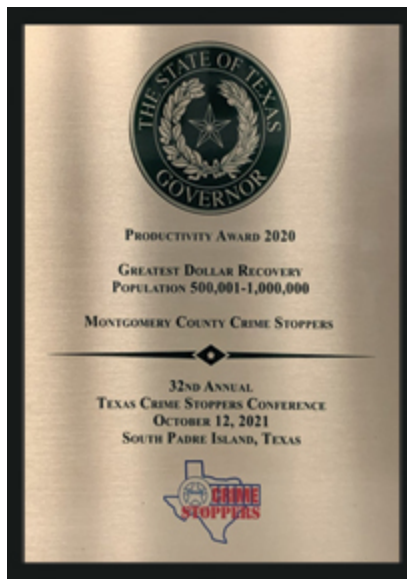 THE STATE OF TEXAS
GOVERNOR
PRODUCTIVITY AWARD 2020
GREATEST DOLLAR RECOVERY
POPULATION 500,001-1,000,000
MONTGOMERY COUNTY CRIME STOPPERS
32ND ANNUAL
TEXAS CRIME STOPPERS CONFERENCE
OCTOBER 12, 2021
SOUTH PADRE ISLAND, TEXAS
CRIME
STOPPERS